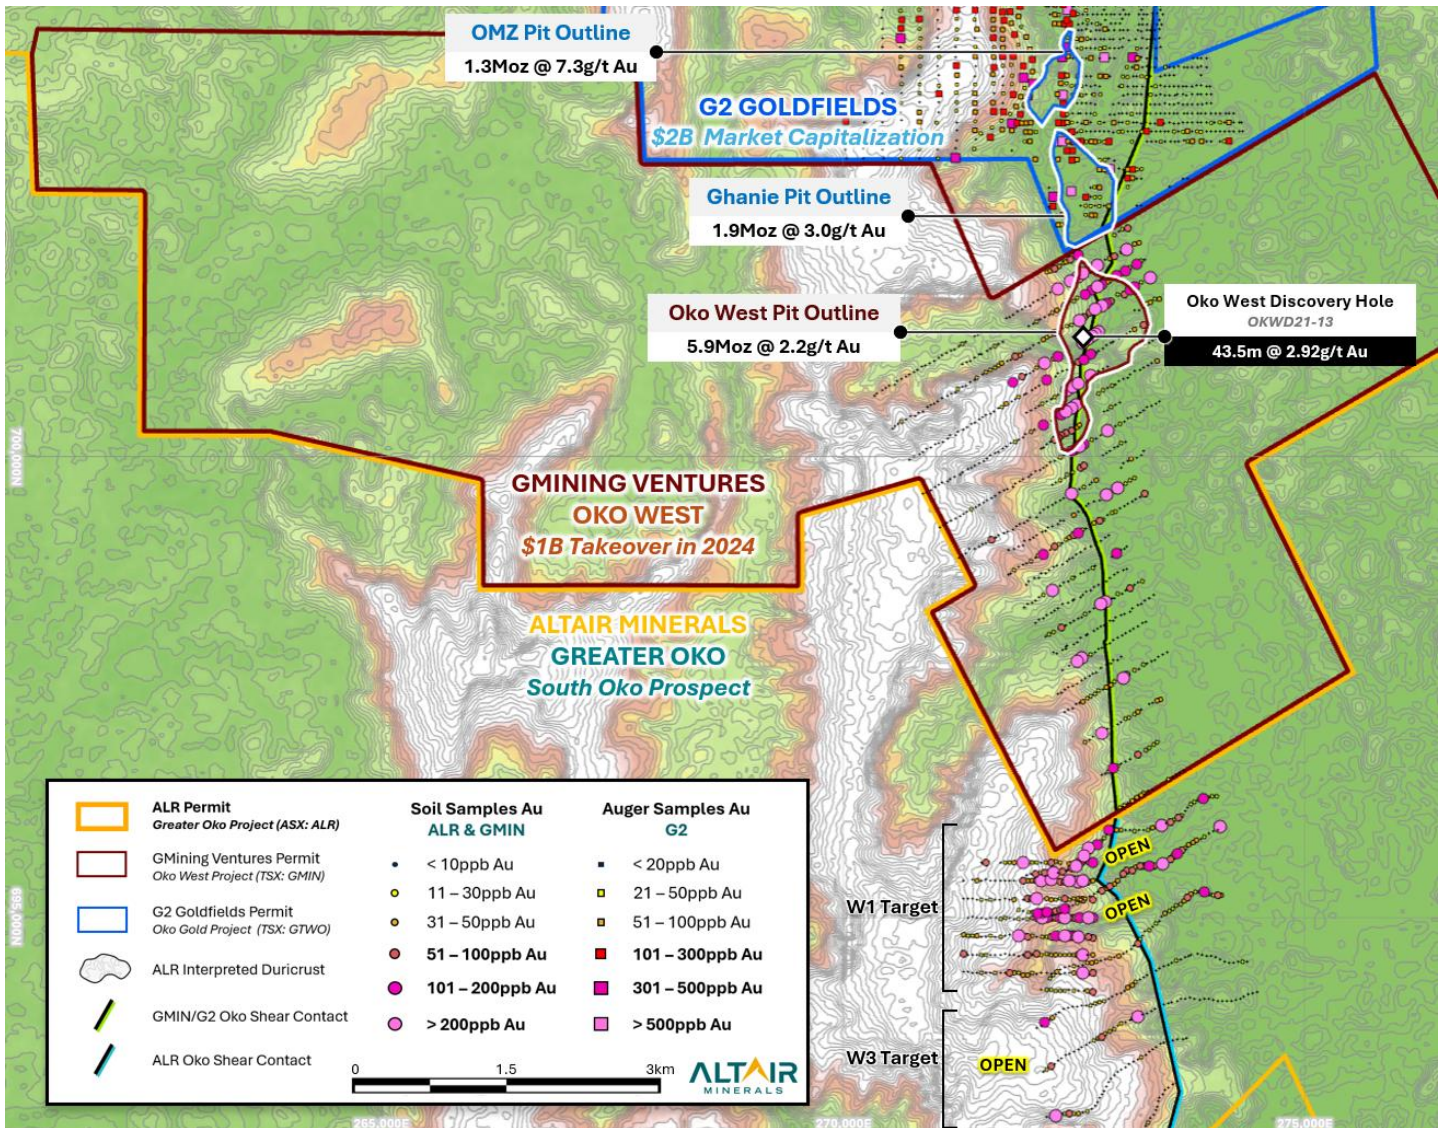 OMZ Pit Outline
1.3Moz @ 7.3g/t Au
G2 GOLDFIELDS
$2B Market Capitalization
Ghanie Pit Outline
1.9Moz @ 3.0g/t Au
Oko West Pit Outline
5.9Moz @ 2.2g/t Au
Oko West Discovery Hole
OKWD21-13
43.5m @ 2.92g/t Au
700,000N
GMINING VENTURES
OKO WEST
$1B Takeover in 2024
ALTAIR MINERALS
GREATER OKO
South Oko Prospect
ALR Permit
Greater Oko Project (ASX: ALR)
GMining Ventures Permit
Oko West Project (TSX: GMIN)
G2 Goldfields Permit
Oko Gold Project (TSX: GTWO)
ALR Interpreted Duricrust
GMIN/G2 Oko Shear Contact
ALR Oko Shear Contact
Soil Samples Au
ALR & GMIN
< 10ppb Au
11 – 30ppb Au
31 – 50ppb Au
51 – 100ppb Au
101 – 200ppb Au
> 200ppb Au
Auger Samples Au
G2
< 20ppb Au
21 – 50ppb Au
51 – 100ppb Au
101 – 300ppb Au
301 – 500ppb Au
> 500ppb Au
0 1.5 3km
ALTAIR
MINERALS
695,000N
OPEN
OPEN
W1 Target
W3 Target
OPEN
265,000E
270,000E
275,000E